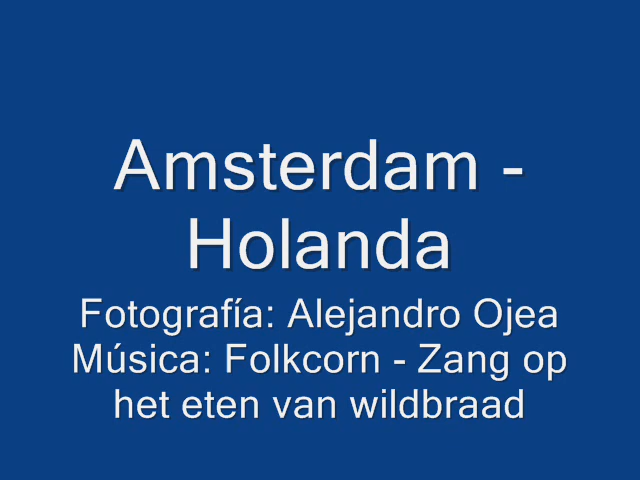 Amsterdam -
Holanda
Fotografía: Alejandro Ojea
Música: Folkcorn - Zang op
het eten van wildbraad